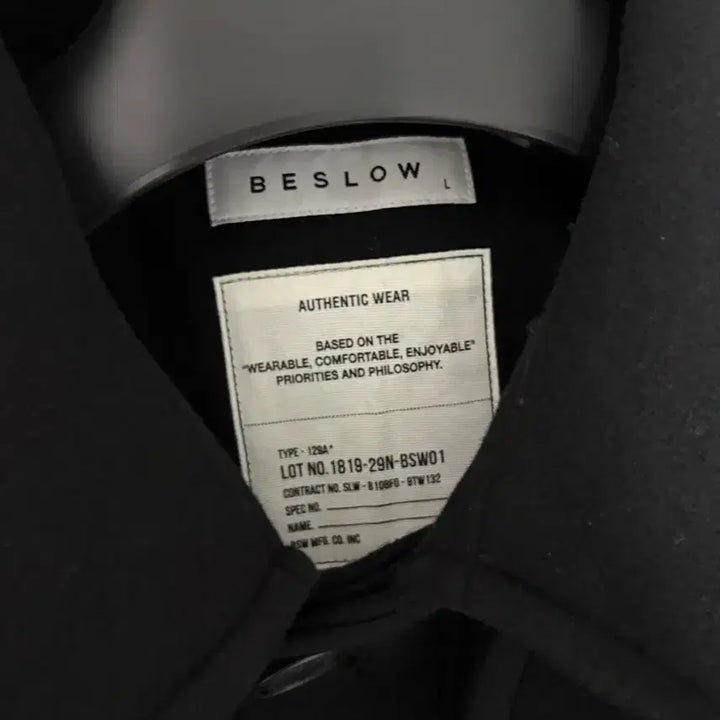 BESLOW L
AUTHENTIC WEAR
BASED ON THE
"WEARABLE, COMFORTABLE, ENJOYABLE"
PRIORITIES AND PHILOSOPHY.
TYPE - 129A"
LOT NO. 1819-29N-BSW01
CONTRACT NO. SLW - 8108FG - BTW132
SPEC NO.
NAME.
BSW MFG. CO. INC